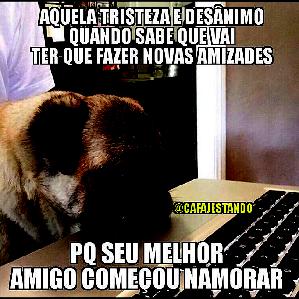 AQUELA TRISTEZA E DESÂNIMO
QUANDO SABE QUE VAI
TER QUE FAZER NOVAS AMIZADES
@CAFAJESTANDO
PQ SEU MELHOR
AMIGO COMEÇOU NAMORAR